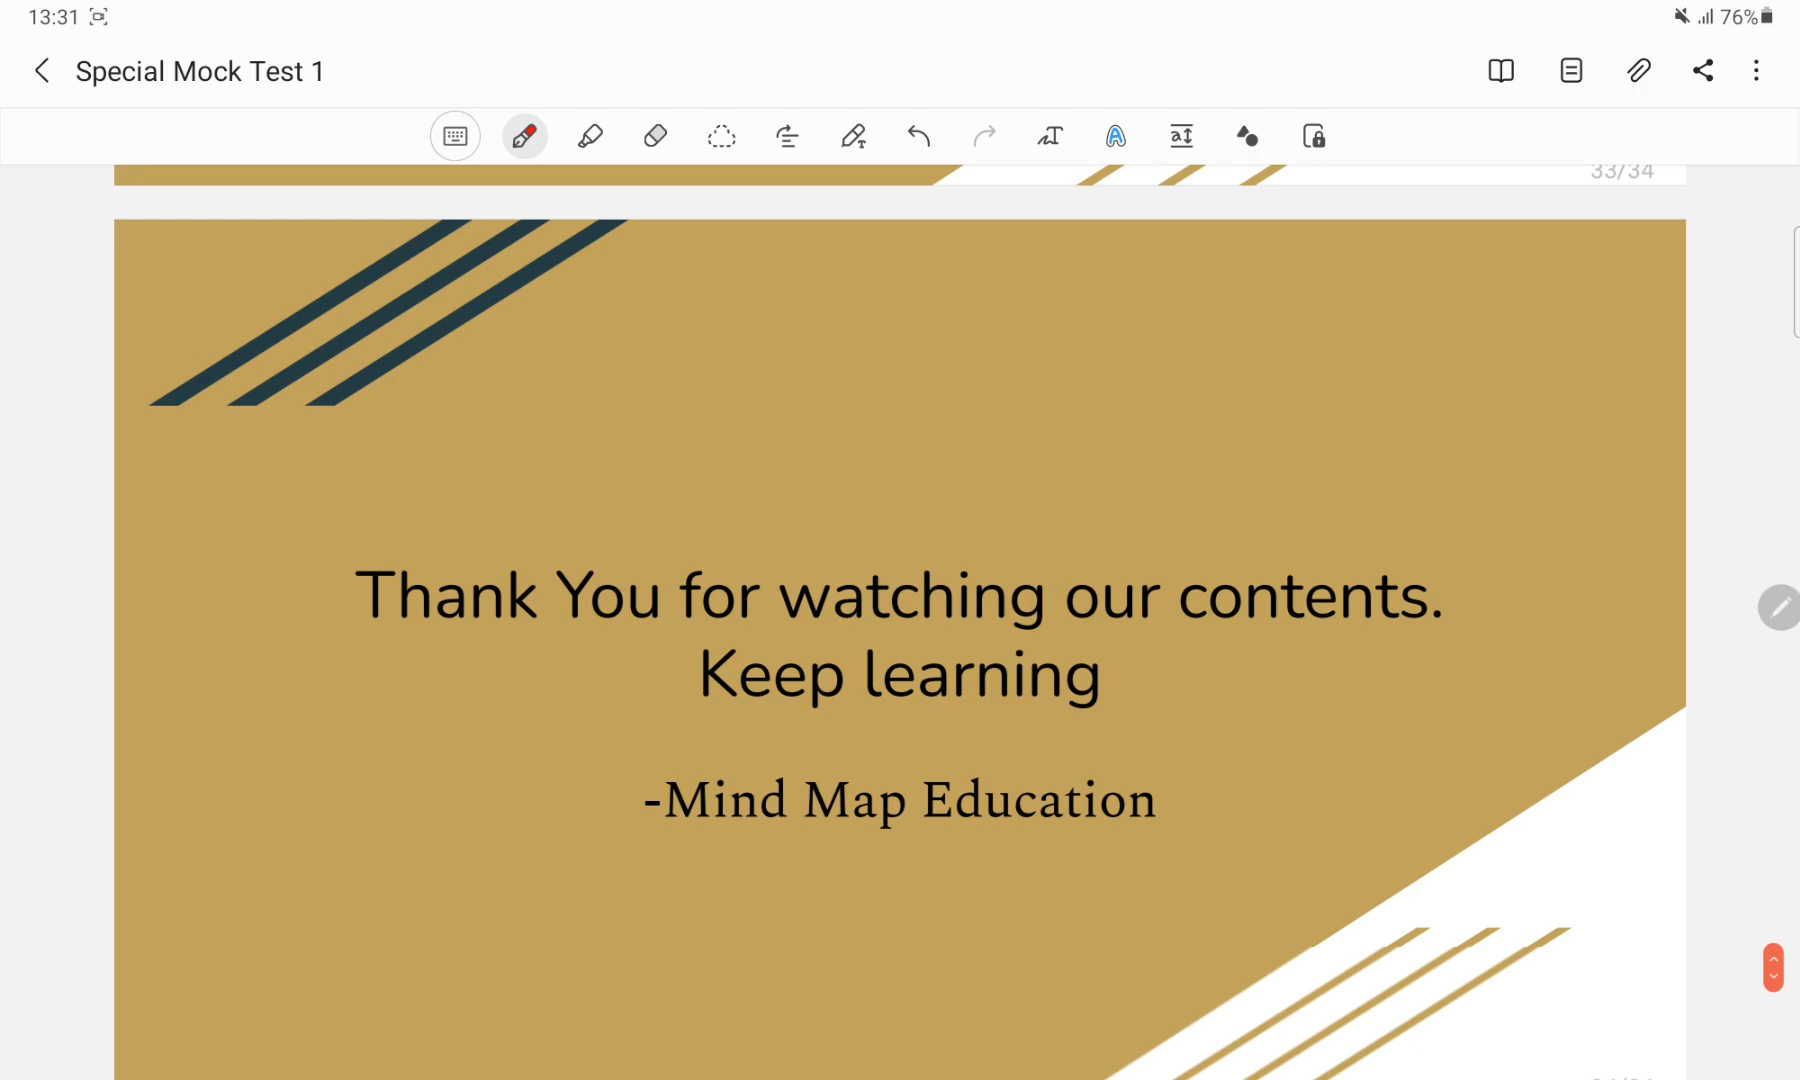 13:31
76%
Special Mock Test 1
33/34
Thank You for watching our contents.
Keep learning
-Mind Map Education